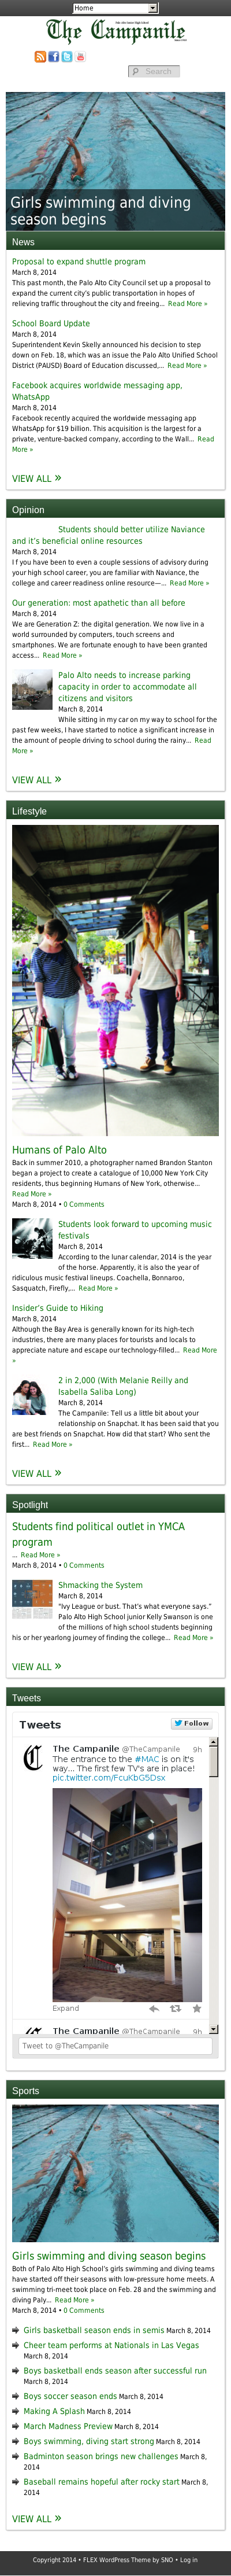 Home
The Campanile
Search
Girls swimming and diving
season begins
News
Proposal to expand shuttle program
March 8, 2014
This past month, the Palo Alto City Council set up a proposal to
expand the current city's public transportation in hopes of
relieving traffic throughout the city and freeing... Read More »
School Board Update
March 8, 2014
Superintendent Kevin Skelly announced his decision to step
down on Feb. 18, which was an issue the Palo Alto Unified School
District (PAUSD) Board of Education discussed,... Read More »
Facebook acquires worldwide messaging app,
WhatsApp
March 8, 2014
Facebook recently acquired the worldwide messaging app
WhatsApp for $19 billion. This acquisition is the largest for a
private, venture-backed company, according to the Wall... Read
More »
VIEW ALL »
Opinion
Students should better utilize Naviance
and it's beneficial online resources
March 8, 2014
I f you have been to even a couple sessions of advisory during
your high school career, you are familiar with Naviance, the
college and career readiness online resource—... Read More »
Our generation: most apathetic than all before
March 8, 2014
We are Generation Z: the digital generation. We now live in a
world surrounded by computers, touch screens and
smartphones. We are fortunate enough to have been granted
access... Read More »
Palo Alto needs to increase parking
capacity in order to accommodate all
citizens and visitors
March 8, 2014
While sitting in my car on my way to school for the
past few weeks, I have started to notice a significant increase in
the amount of people driving to school during the rainy... Read
More »
VIEW ALL »
Lifestyle
Humans of Palo Alto
Back in summer 2010, a photographer named Brandon Stanton
began a project to create a catalogue of 10,000 New York City
residents, thus beginning Humans of New York, otherwise...
Read More »
March 8, 2014 • 0 Comments
Students look forward to upcoming music
festivals
March 8, 2014
According to the lunar calendar, 2014 is the year
of the horse. Apparently, it is also the year of
ridiculous music festival lineups. Coachella, Bonnaroo,
Sasquatch, Firefly,... Read More »
Insider's Guide to Hiking
March 8, 2014
Although the Bay Area is generally known for its high-tech
industries, there are many places for tourists and locals to
appreciate nature and escape our technology-filled... Read More
»
2 in 2,000 (With Melanie Reilly and
Isabella Saliba Long)
March 8, 2014
The Campanile: Tell us a little bit about your
relationship on Snapchat. It has been said that you
are best friends on Snapchat. How did that start? Who sent the
first... Read More »
VIEW ALL »
Spotlight
Students find political outlet in YMCA
program
... Read More »
March 8, 2014 • 0 Comments
Shmacking the System
March 8, 2014
"Ivy League or bust. That's what everyone says."
Palo Alto High School junior Kelly Swanson is one
of the millions of high school students beginning
his or her yearlong journey of finding the college... Read More »
VIEW ALL »
Tweets
Tweets
Follow
The Campanile @TheCampanile 9h
The entrance to the #MAC is on it's
way... The first few TV's are in place!
pic.twitter.com/FcuKbG5Dsx
Expand
The Campanile @TheCampanile 9h
Tweet to @TheCampanile
Sports
Girls swimming and diving season begins
Both of Palo Alto High School's girls swimming and diving teams
have started off their seasons with low-pressure home meets. A
swimming tri-meet took place on Feb. 28 and the swimming and
diving Paly... Read More »
March 8, 2014 • 0 Comments
Girls basketball season ends in semis March 8, 2014
Cheer team performs at Nationals in Las Vegas
March 8, 2014
Boys basketball ends season after successful run
March 8, 2014
Boys soccer season ends March 8, 2014
Making A Splash March 8, 2014
March Madness Preview March 8, 2014
Boys swimming, diving start strong March 8, 2014
Badminton season brings new challenges March 8,
2014
Baseball remains hopeful after rocky start March 8,
2014
VIEW ALL »
Copyright 2014 • FLEX WordPress Theme by SNO • Log in